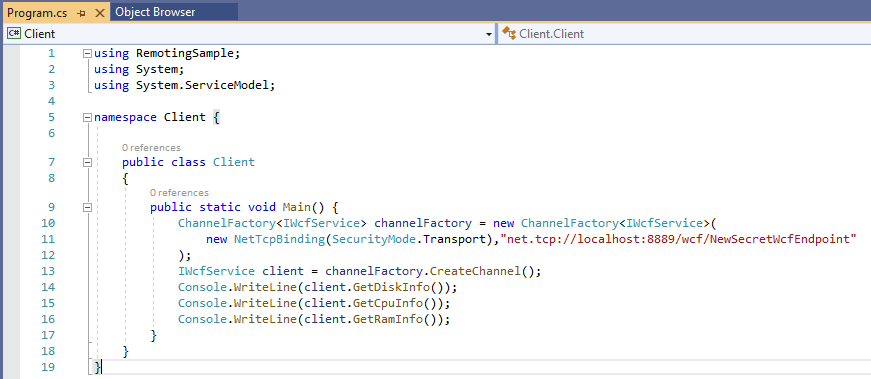 Program.cs Object Browser
Client Client.Client
1 using RemotingSample;
2 using System;
3 using System.ServiceModel;
4
5 namespace Client {
6
0 references
7 public class Client
8 {
0 references
9 public static void Main() {
10 ChannelFactory<IWcfService> channelFactory = new ChannelFactory<IWcfService>(
11 new NetTcpBinding(SecurityMode.Transport),"net.tcp://localhost:8889/wcf/NewSecretWcfEndpoint"
12 );
13 IWcfService client = channelFactory.CreateChannel();
14 Console.WriteLine(client.GetDiskInfo());
15 Console.WriteLine(client.GetCpuInfo());
16 Console.WriteLine(client.GetRamInfo());
17 }
18 }
19 }